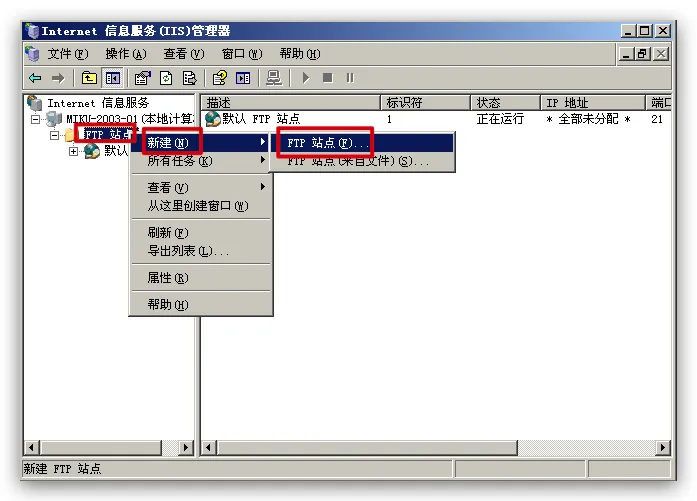 Internet 信息服务(IIS)管理器
文件(F) 操作(A) 查看(V) 窗口(W) 帮助(H)
Internet 信息服务
MIKU-2003-01(本地计算
FTP 站点
默认
描述 标识符 状态 IP 地址 端口
默认 FTP 站点 1 正在运行 * 全部未分配 * 21
新建(N)
所有任务(K)
查看(V)
从这里创建窗口(W)
刷新(F)
导出列表(L)...
属性(R)
帮助(H)
FTP 站点(F)...
FTP 站点(来自文件)(S)...
新建 FTP 站点